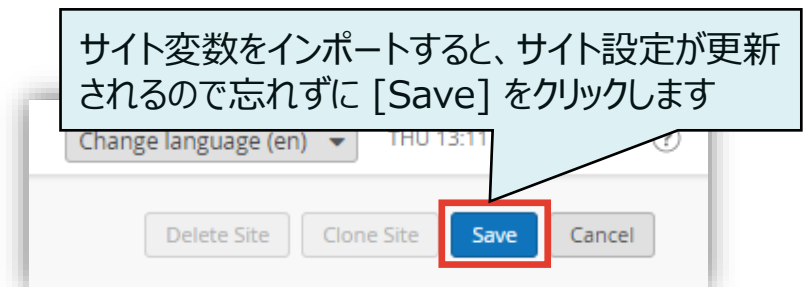 サイト変数をインポートすると、サイト設定が更新
されるので忘れずに [Save] をクリックします
Change language (en) THU 13:11 ?
Delete Site Clone Site Save Cancel